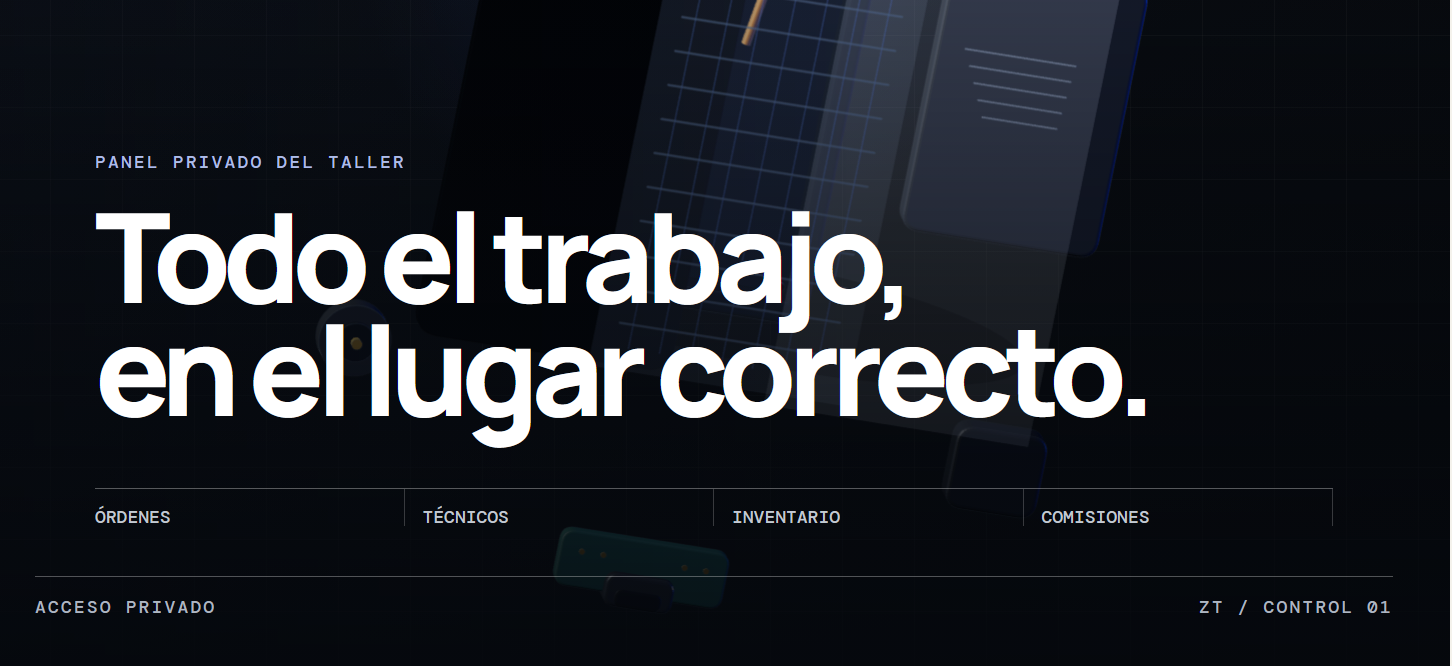 PANEL PRIVADO DEL TALLER
Todo el trabajo,
en el lugar correcto.
ÓRDENES
TÉCNICOS
INVENTARIO
COMISIONES
ACCESO PRIVADO
ZT / CONTROL 01